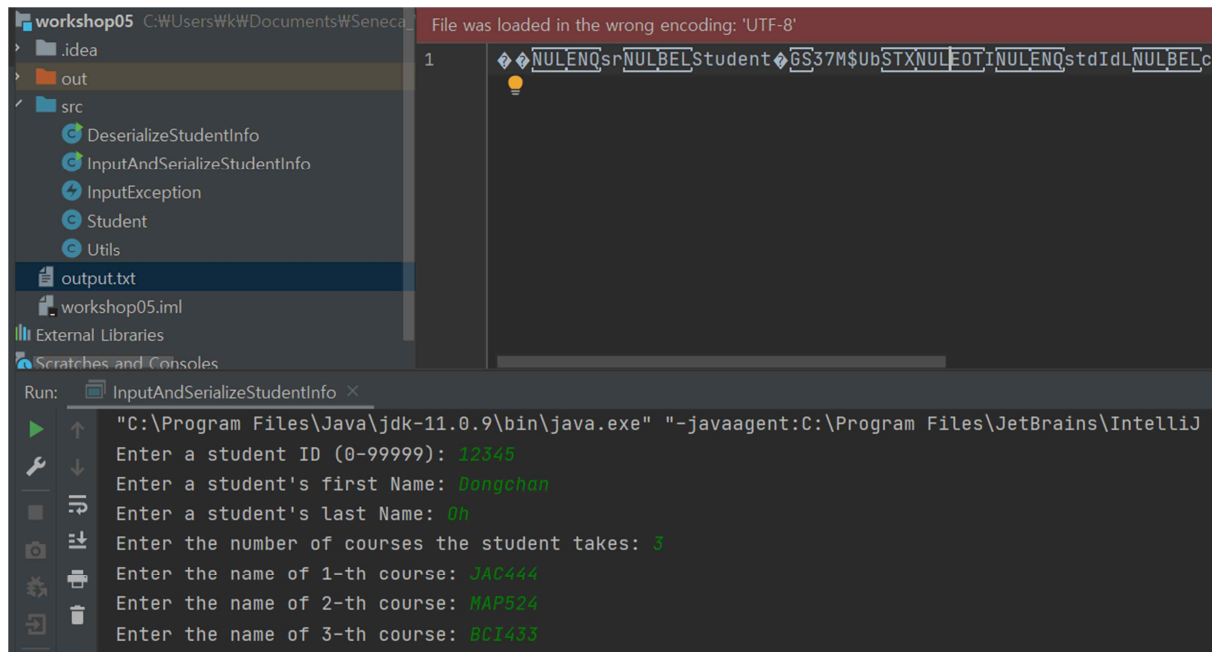 workshop05 C:₩Users₩k₩Documents₩Seneca_
.idea
out
src
DeserializeStudentInfo
InputAndSerializeStudentInfo
InputException
Student
Utils
output.txt
workshop05.iml
External Libraries
Scratches and Consoles
File was loaded in the wrong encoding: 'UTF-8'
1 ��NULENQsrNULBELStudent�GS37M$UbSTXNULEOTINULENQstdIdLNULBELc
Run: InputAndSerializeStudentInfo
"C:\Program Files\Java\jdk-11.0.9\bin\java.exe" "-javaagent:C:\Program Files\JetBrains\IntelliJ
Enter a student ID (0-99999): 12345
Enter a student's first Name: Dongchan
Enter a student's last Name: Oh
Enter the number of courses the student takes: 3
Enter the name of 1-th course: JAC444
Enter the name of 2-th course: MAP524
Enter the name of 3-th course: BCI433